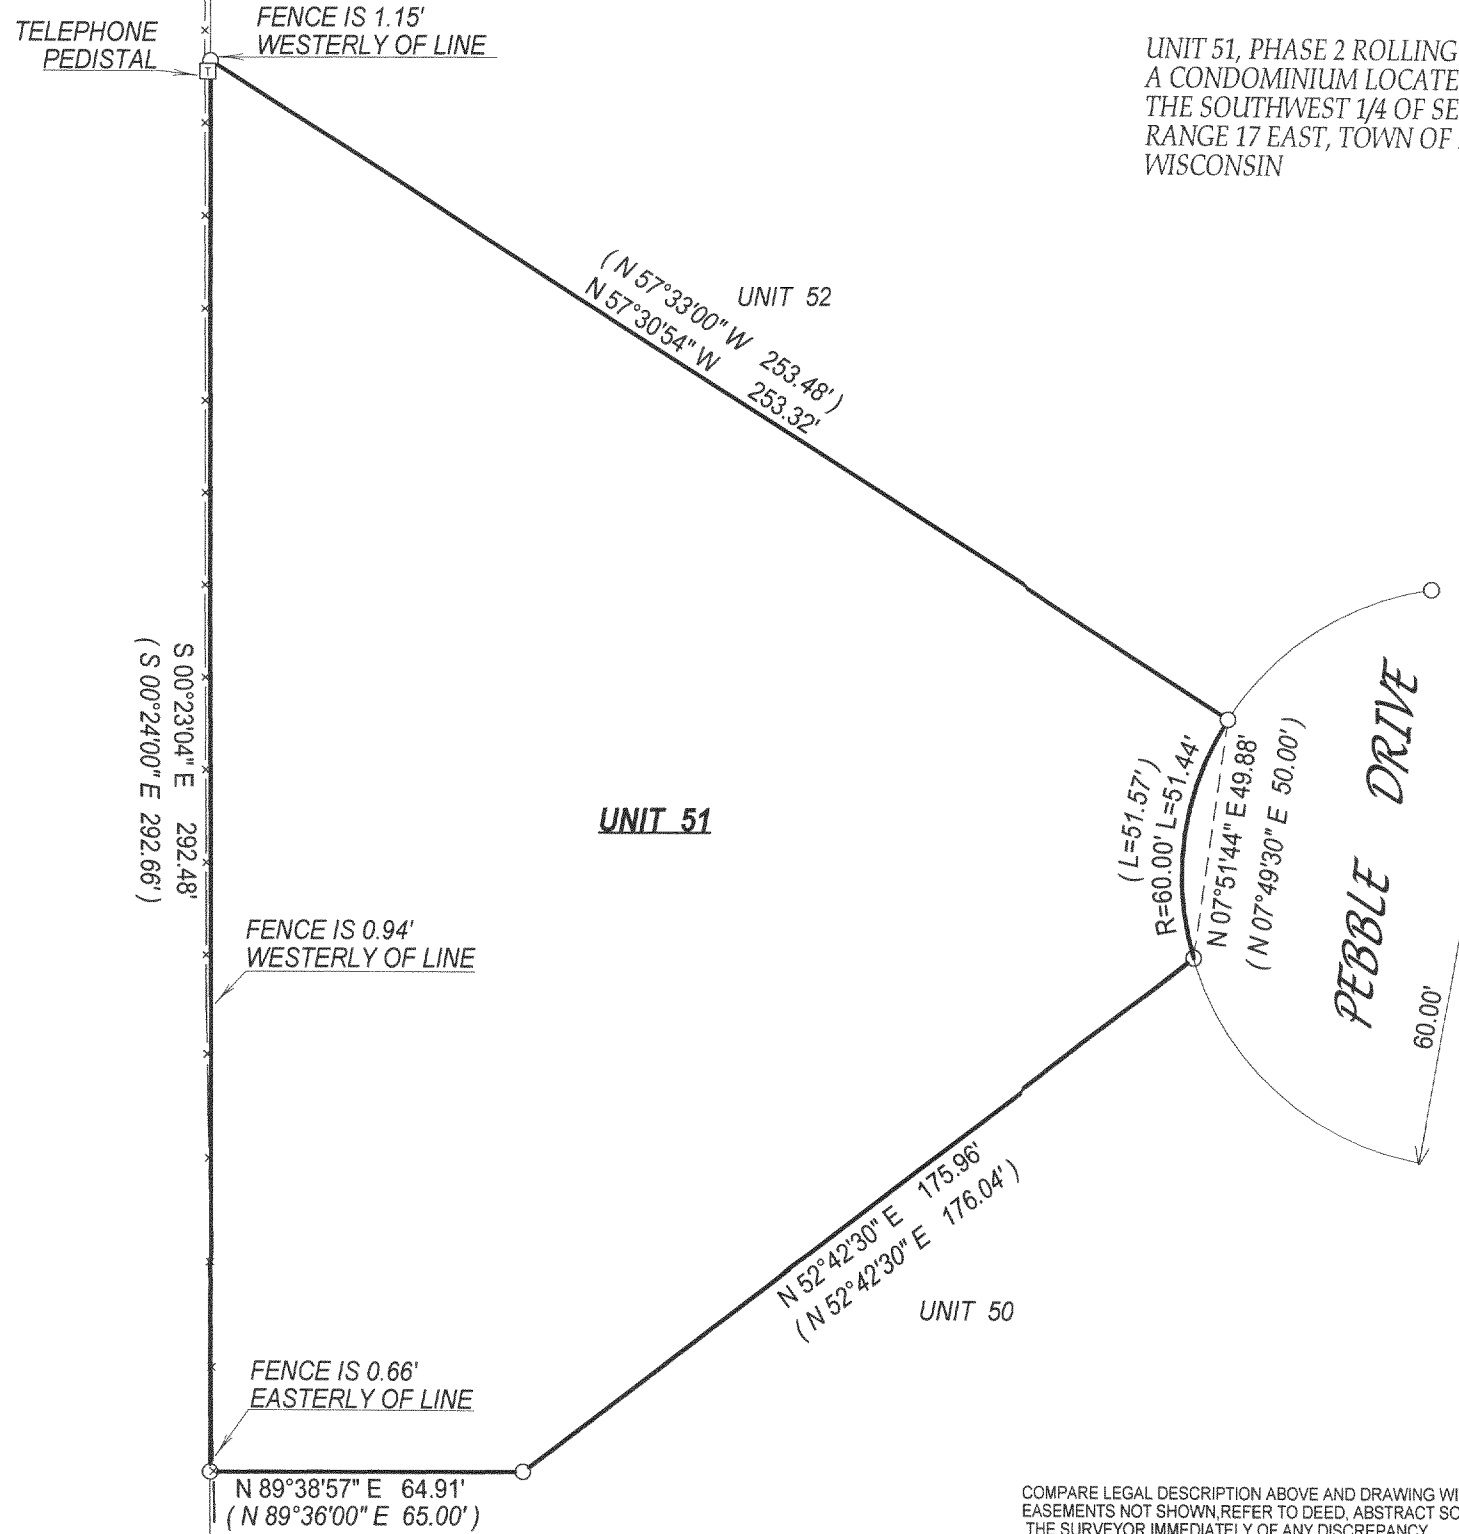 TELEPHONE
PEDISTAL
FENCE IS 1.15'
WESTERLY OF LINE
UNIT 51, PHASE 2 ROLLING
A CONDOMINIUM LOCATE
THE SOUTHWEST 1/4 OF SE
RANGE 17 EAST, TOWN OF
WISCONSIN
( N 57°33'00" W 253.48' )
N 57°30'54" W 253.32'
UNIT 52
S 00°23'04" E 292.48'
( S 00°24'00" E 292.66' )
UNIT 51
( L=51.57' )
R=60.00' L=51.44'
N 07°51'44" E 49.88'
( N 07°49'30" E 50.00' )
PEBBLE DRIVE
60.00'
FENCE IS 0.94'
WESTERLY OF LINE
N 52°42'30" E 175.96'
( N 52°42'30" E 176.04' )
UNIT 50
FENCE IS 0.66'
EASTERLY OF LINE
T
N 89°38'57" E 64.91'
( N 89°36'00" E 65.00' )
COMPARE LEGAL DESCRIPTION ABOVE AND DRAWING WI
EASEMENTS NOT SHOWN,REFER TO DEED, ABSTRACT SC
THE SURVEYOR IMMEDIATELY OF ANY DISCREPANCY